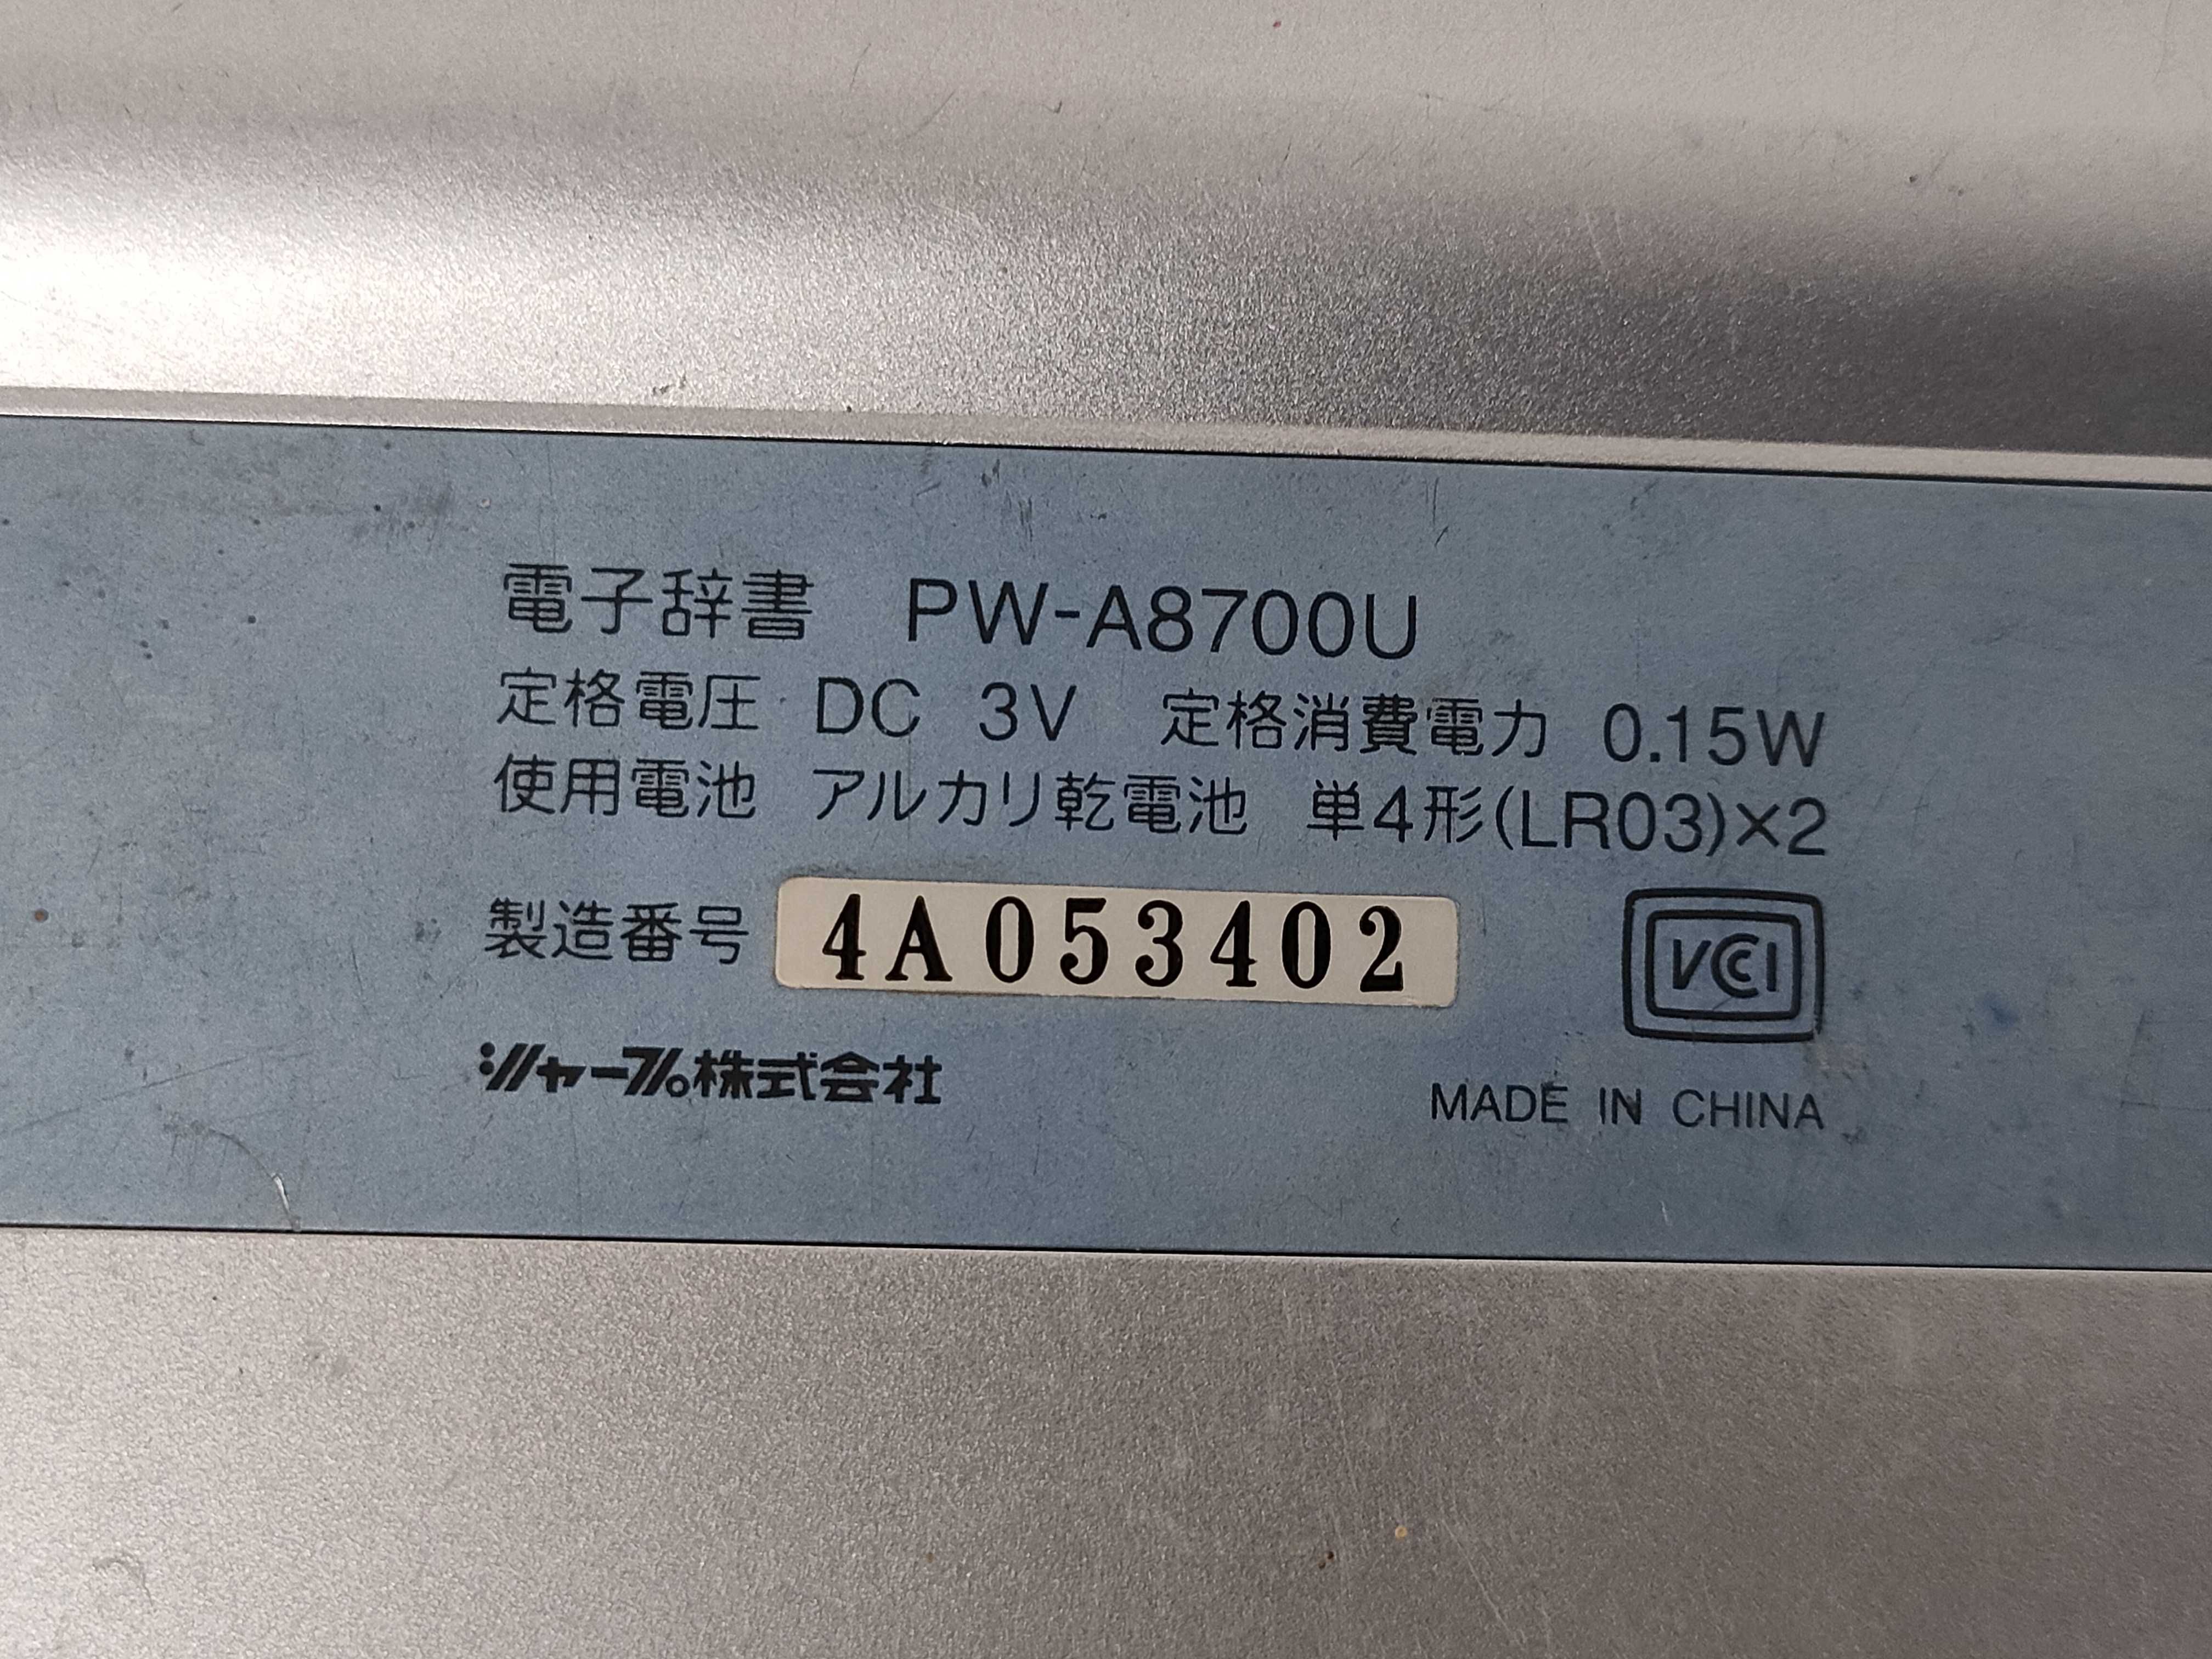 電子辞書 PW-A8700U
定格電圧 DC 3V 定格消費電力 0.15W
使用電池 アルカリ乾電池 単4形(LR03)×2
製造番号 4A053402
VCCI
シャープ株式会社
MADE IN CHINA